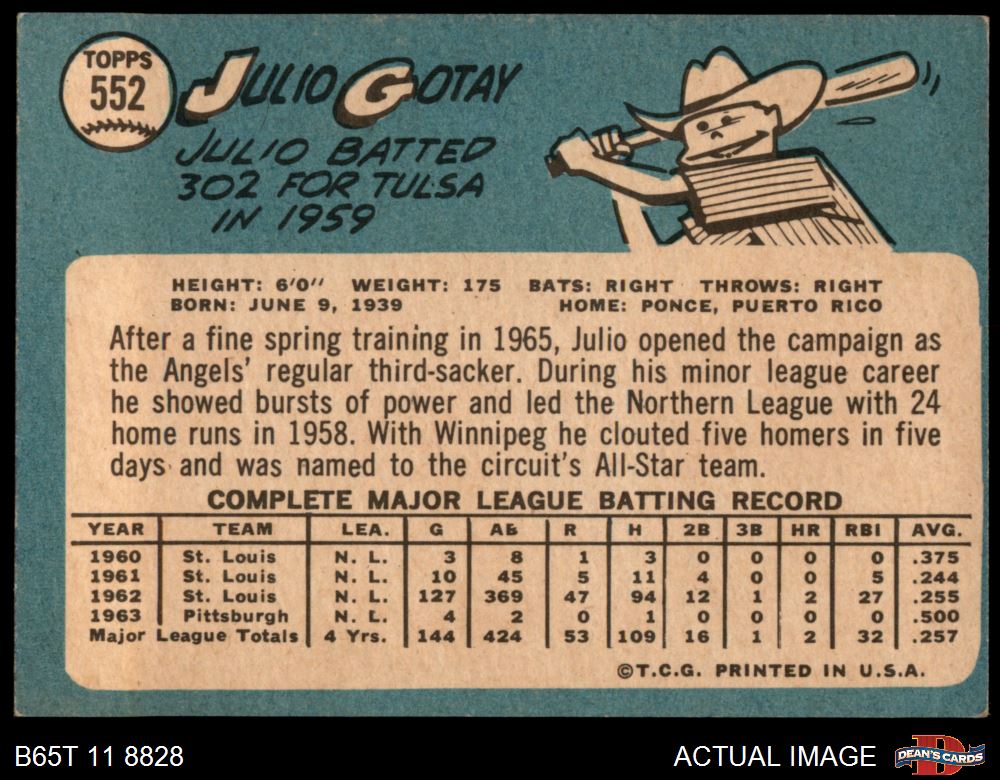 TOPPS
552
JULIO GOTAY
JULIO BATTED
302 FOR TULSA
IN 1959
HEIGHT: 6'0" WEIGHT: 175 BATS: RIGHT THROWS: RIGHT
BORN: JUNE 9, 1939 HOME: PONCE, PUERTO RICO
After a fine spring training in 1965, Julio opened the campaign as
the Angels' regular third-sacker. During his minor league career
he showed bursts of power and led the Northern League with 24
home runs in 1958. With Winnipeg he clouted five homers in five
days and was named to the circuit's All-Star team.
COMPLETE MAJOR LEAGUE BATTING RECORD
YEAR TEAM LEA. G AB R H 2B 3B HR RBI AVG.
1960 St. Louis N. L. 3 8 1 3 0 0 0 0 .375
1961 St. Louis N. L. 10 45 5 11 4 0 0 5 .244
1962 St. Louis N. L. 127 369 47 94 12 1 2 27 .255
1963 Pittsburgh N. L. 4 2 0 1 0 0 0 0 .500
Major League Totals 4 Yrs. 144 424 53 109 16 1 2 32 .257
©T.C.G. PRINTED IN U.S.A.
B65T 11 8828 ACTUAL IMAGE DEAN'S CARDS